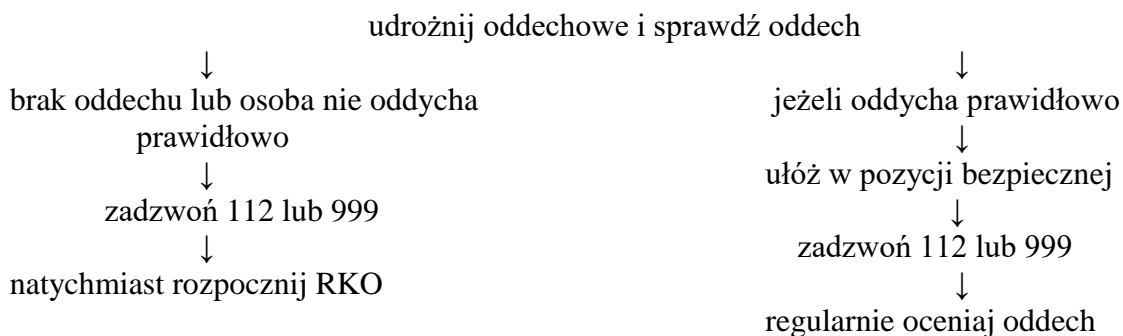 udrożnij oddechowe i sprawdź oddech
↓
brak oddechu lub osoba nie oddycha
prawidłowo
↓
zadzwoń 112 lub 999
↓
natychmiast rozpocznij RKO
↓
jeżeli oddycha prawidłowo
↓
ułóż w pozycji bezpiecznej
↓
zadzwoń 112 lub 999
↓
regularnie oceniaj oddech